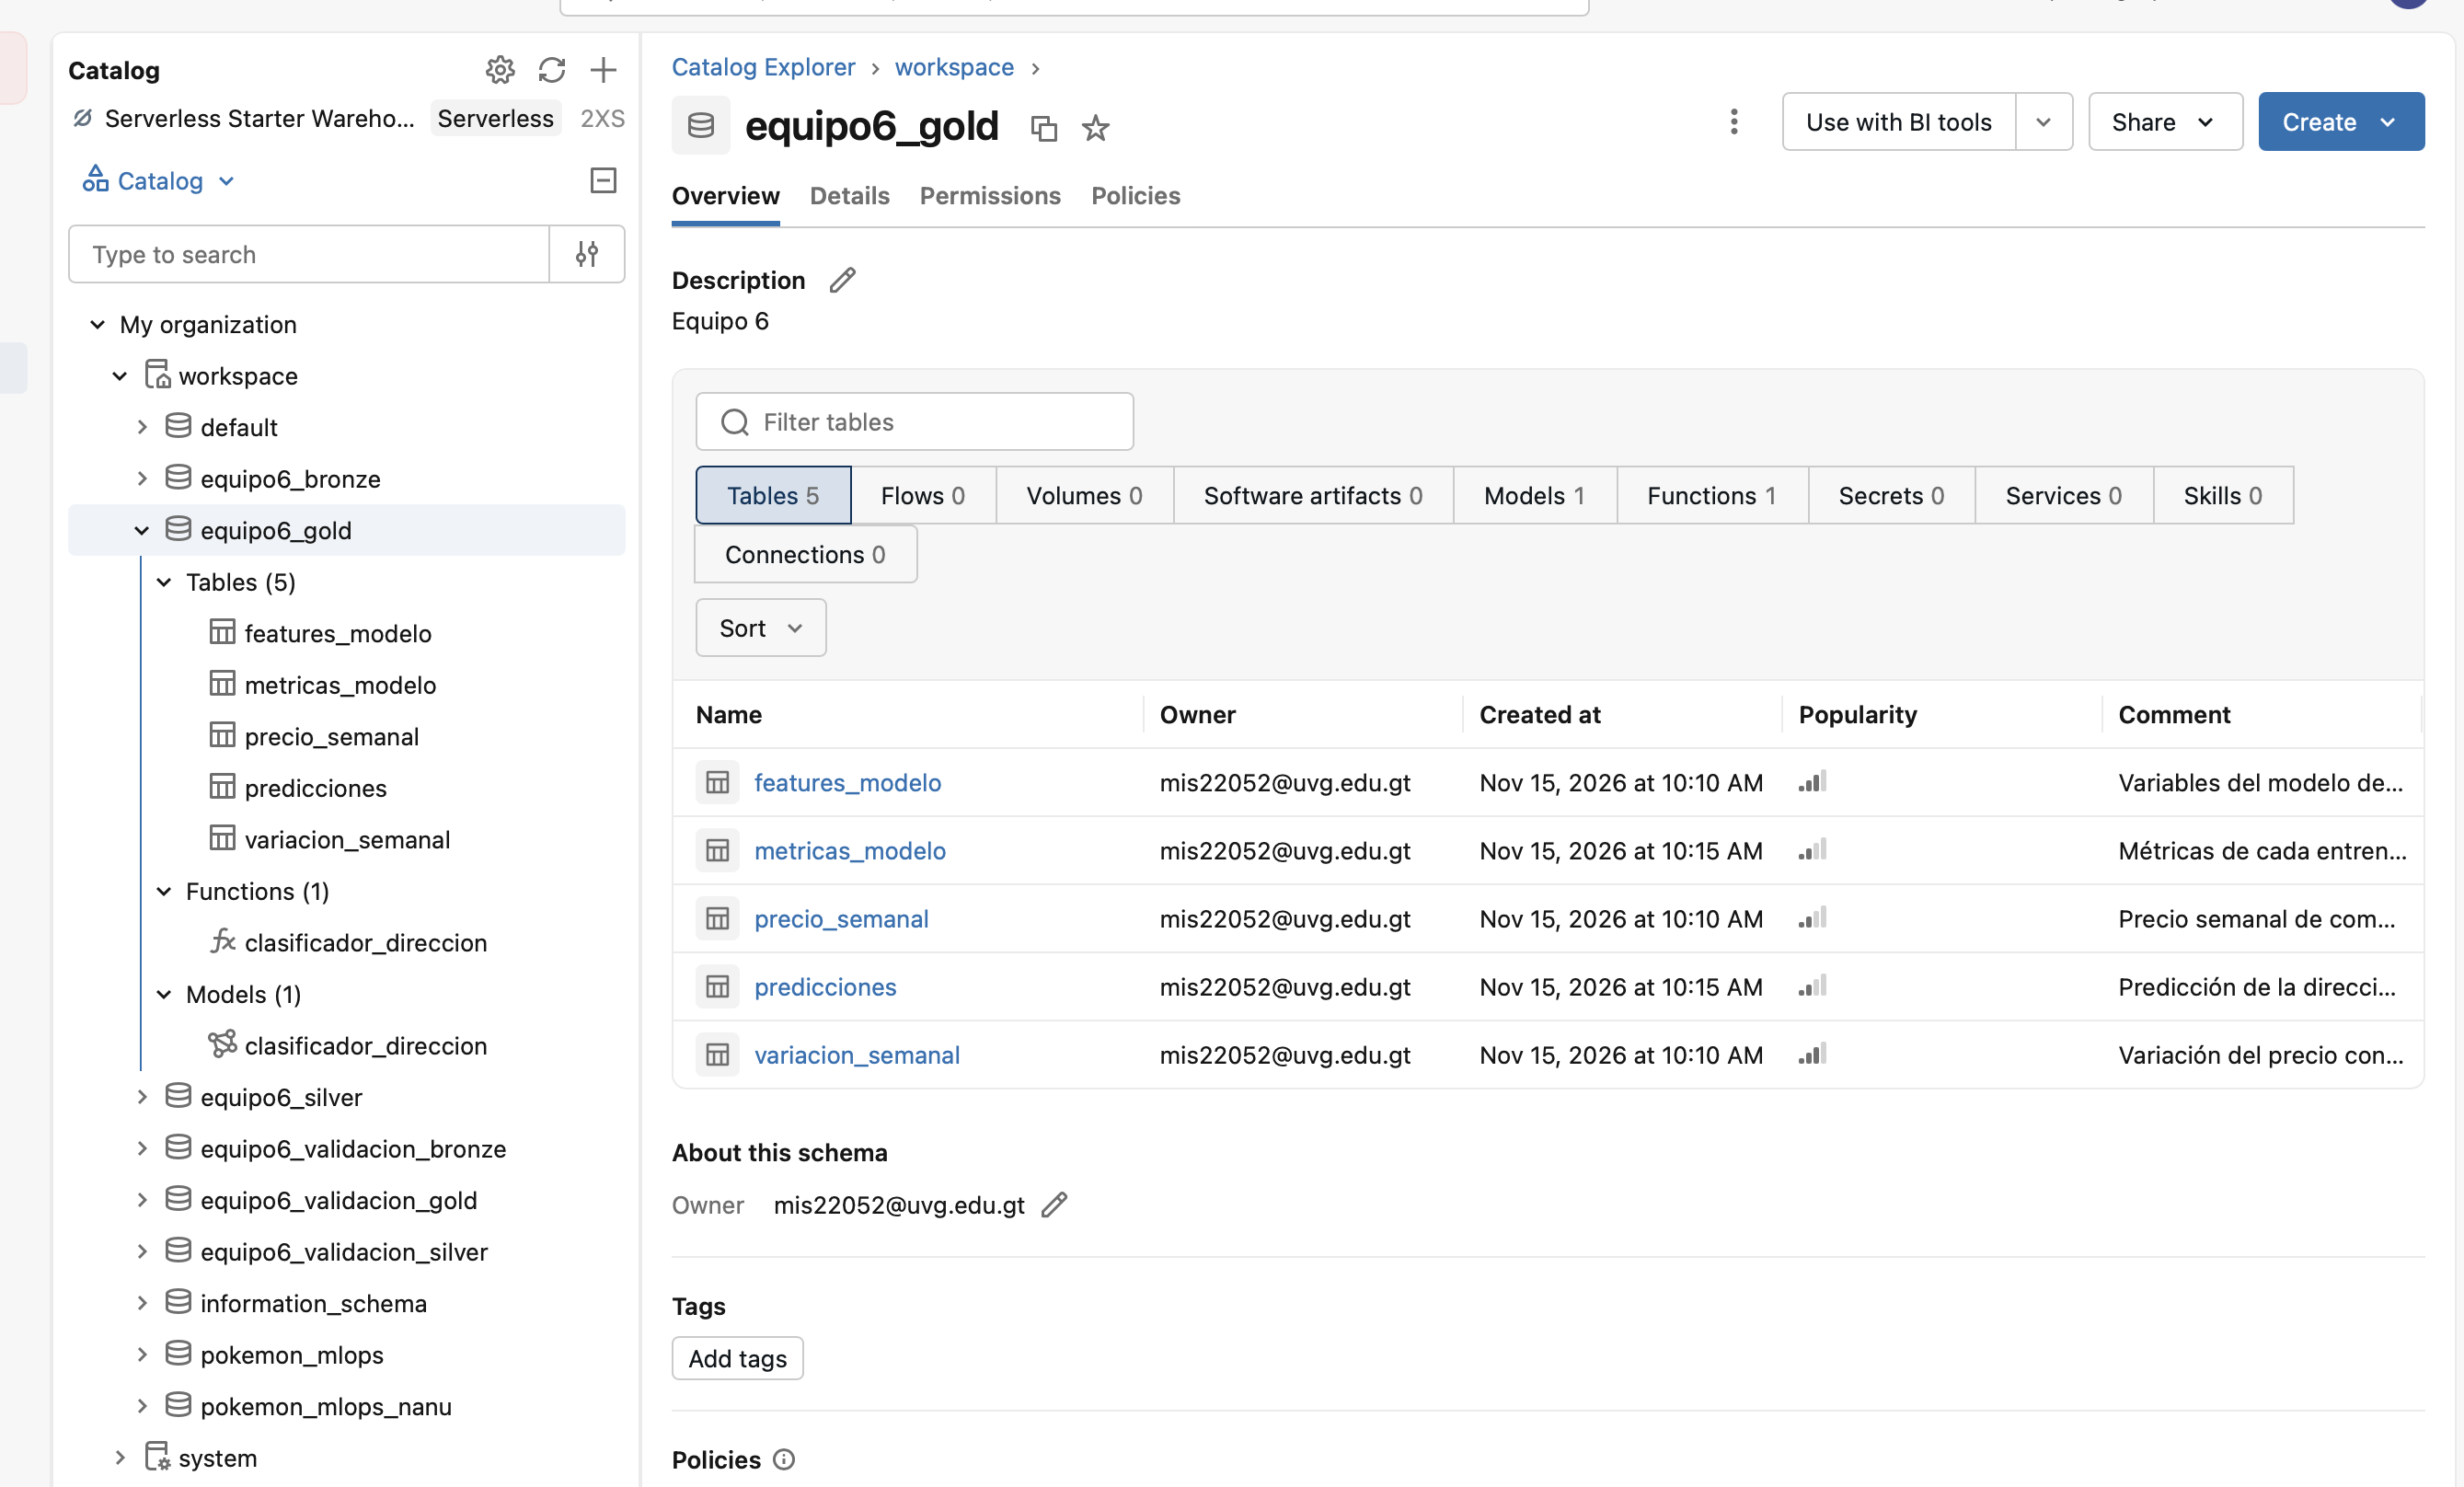 Catalog
Serverless Starter Wareho... Serverless 2XS
Catalog
Type to search
My organization
workspace
default
equipo6_bronze
equipo6_gold
Tables (5)
features_modelo
metricas_modelo
precio_semanal
predicciones
variacion_semanal
Functions (1)
clasificador_direccion
Models (1)
clasificador_direccion
equipo6_silver
equipo6_validacion_bronze
equipo6_validacion_gold
equipo6_validacion_silver
information_schema
pokemon_mlops
pokemon_mlops_nanu
system
Catalog Explorer › workspace ›
equipo6_gold
Use with BI tools Share Create
Overview Details Permissions Policies
Description
Equipo 6
Filter tables
Tables 5 Flows 0 Volumes 0 Software artifacts 0 Models 1 Functions 1 Secrets 0 Services 0 Skills 0
Connections 0
Sort
Name Owner Created at Popularity Comment
features_modelo mis22052@uvg.edu.gt Nov 15, 2026 at 10:10 AM Variables del modelo de...
metricas_modelo mis22052@uvg.edu.gt Nov 15, 2026 at 10:15 AM Métricas de cada entren...
precio_semanal mis22052@uvg.edu.gt Nov 15, 2026 at 10:10 AM Precio semanal de com...
predicciones mis22052@uvg.edu.gt Nov 15, 2026 at 10:15 AM Predicción de la direcci...
variacion_semanal mis22052@uvg.edu.gt Nov 15, 2026 at 10:10 AM Variación del precio con...
About this schema
Owner mis22052@uvg.edu.gt
Tags
Add tags
Policies